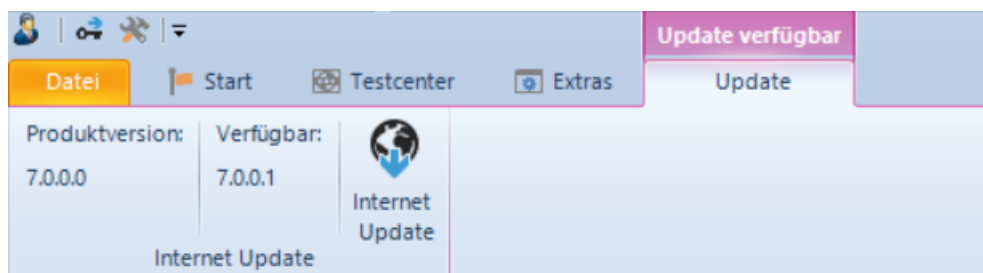 Update verfügbar
Datei Start Testcenter Extras Update
Produktversion: Verfügbar:
7.0.0.0 7.0.0.1
Internet
Update
Internet Update